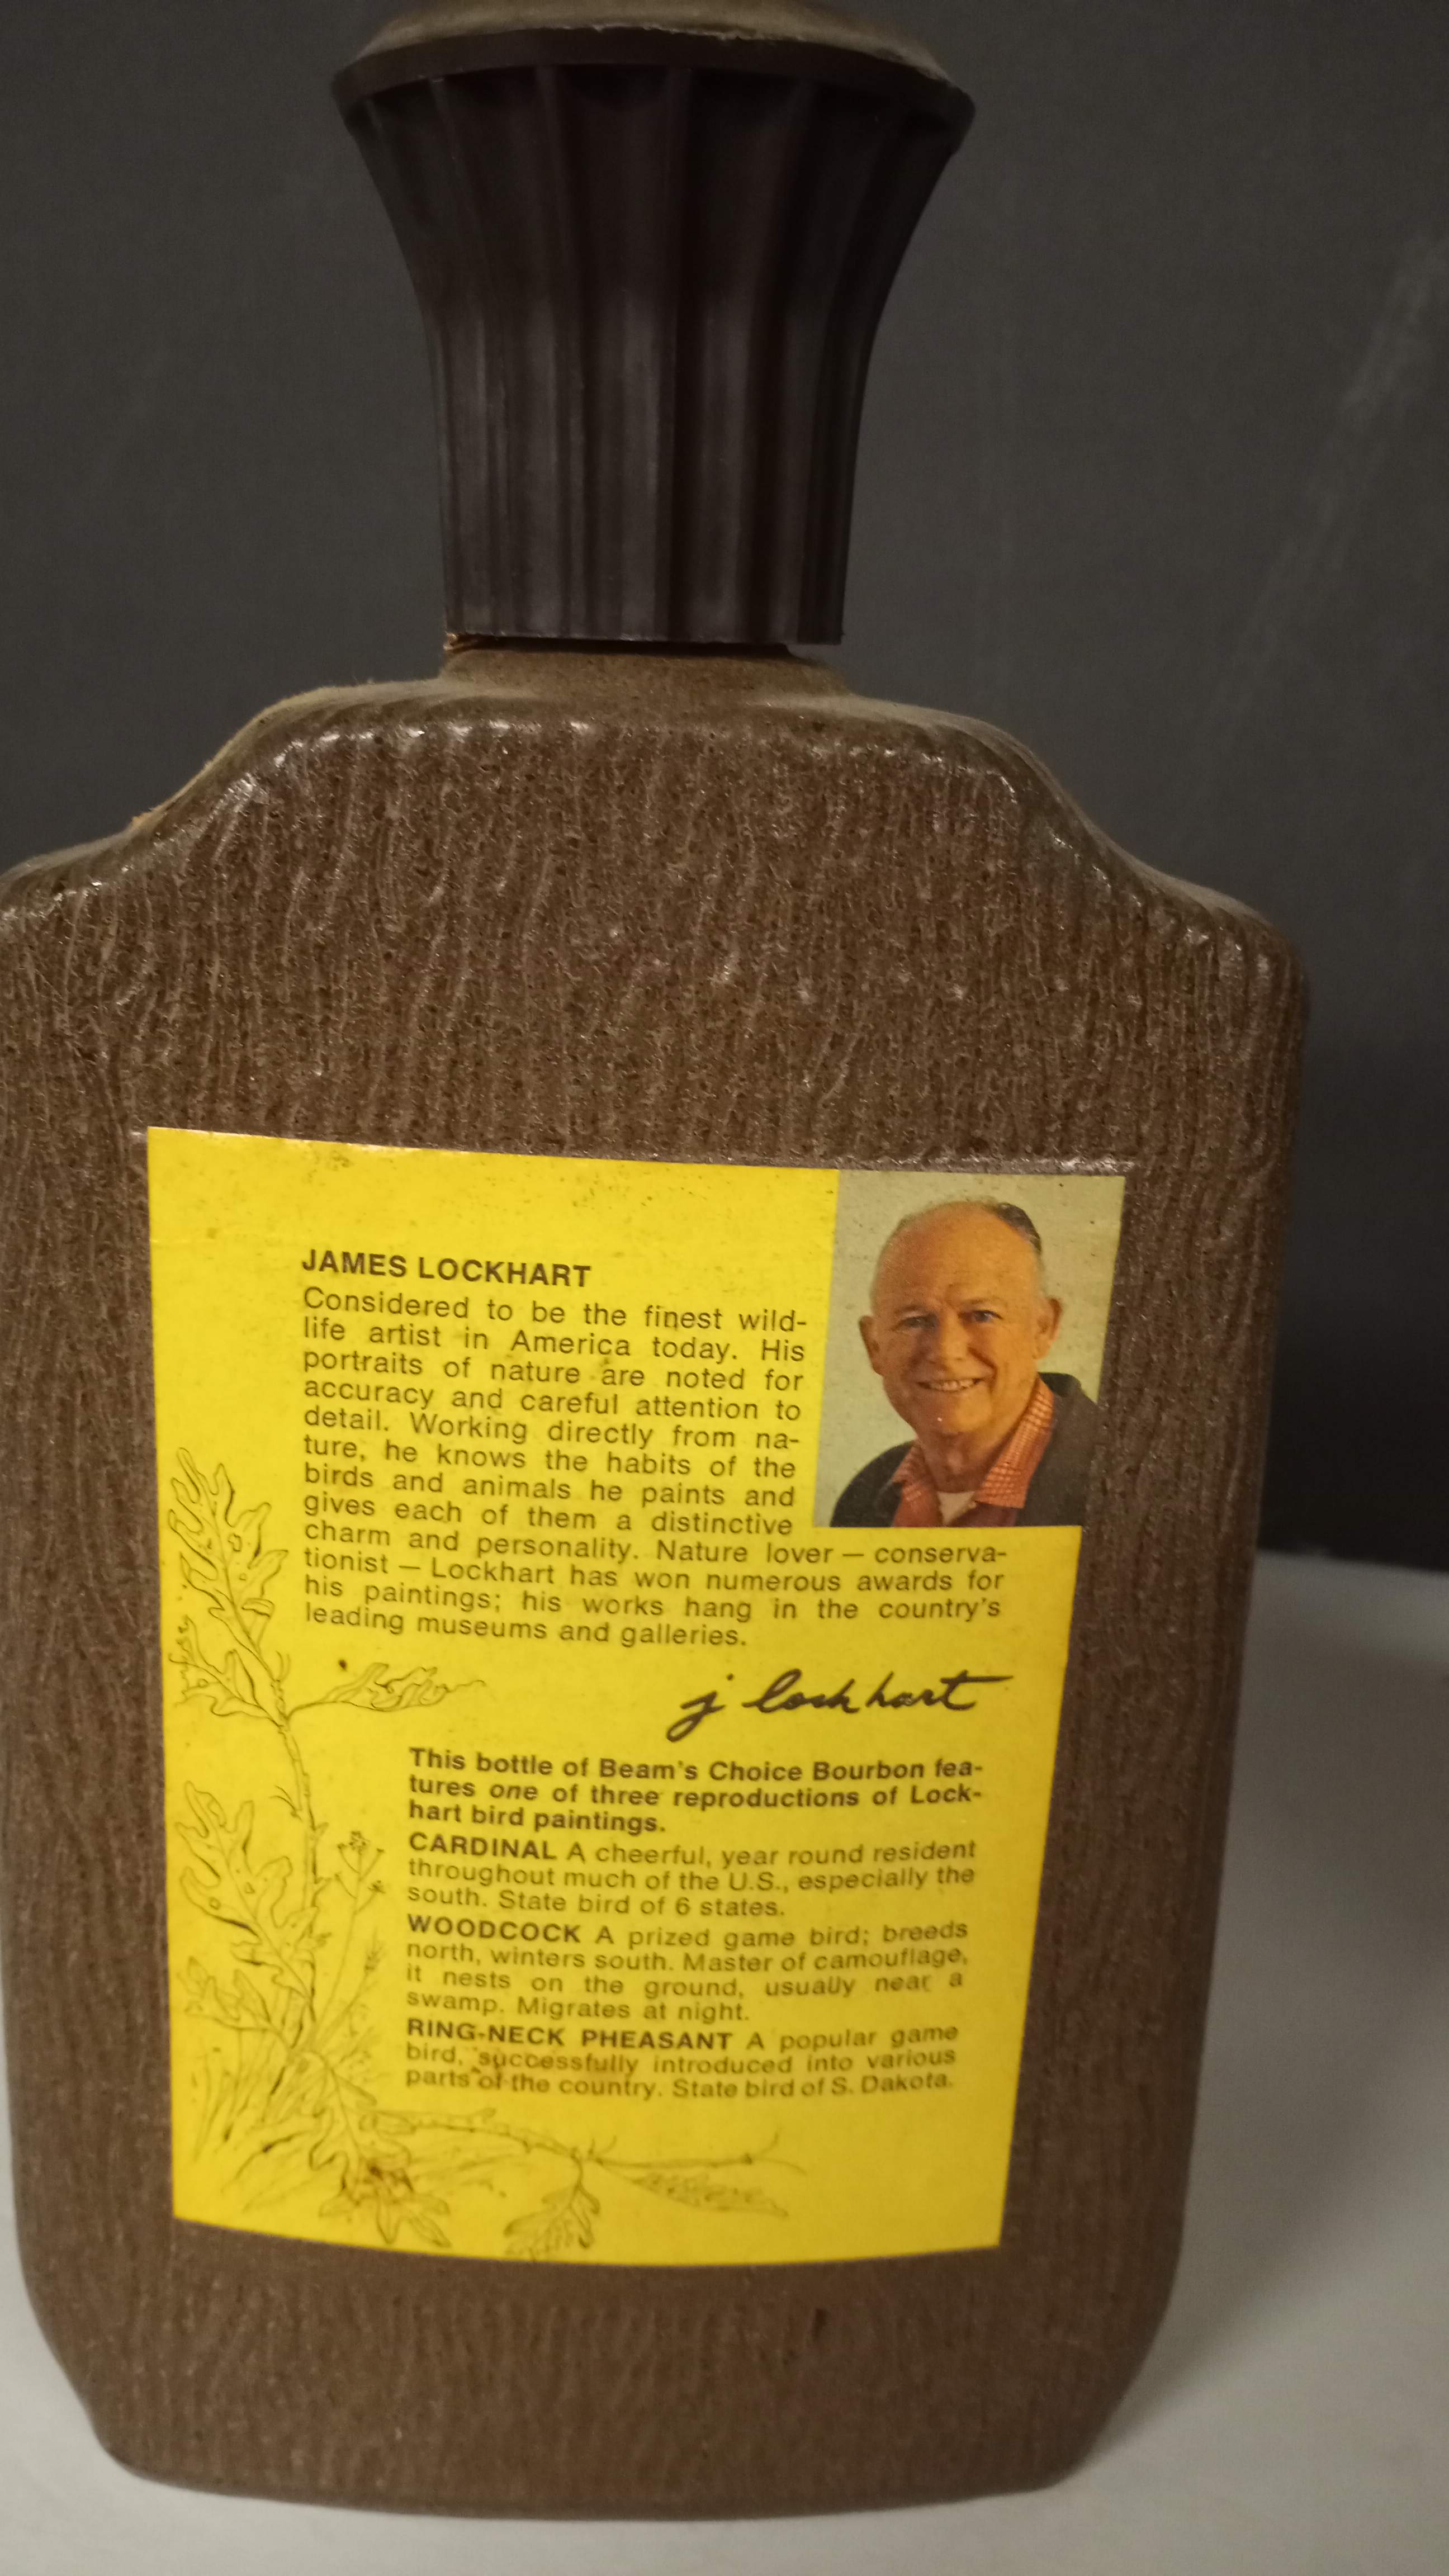 JAMES LOCKHART
Considered to be the finest wild-
life artist in America today. His
portraits of nature are noted for
accuracy and careful attention to
detail. Working directly from na-
ture, he knows the habits of the
birds and animals he paints and
gives each of them a distinctive
charm and personality. Nature lover — conserva-
tionist — Lockhart has won numerous awards for
his paintings; his works hang in the country's
leading museums and galleries.
j lockhart
This bottle of Beam's Choice Bourbon fea-
tures one of three reproductions of Lock-
hart bird paintings.
CARDINAL A cheerful, year round resident
throughout much of the U.S., especially the
south. State bird of 6 states.
WOODCOCK A prized game bird; breeds
north, winters south. Master of camouflage,
it nests on the ground, usually near a
swamp. Migrates at night.
RING-NECK PHEASANT A popular game
bird, successfully introduced into various
parts of the country. State bird of S. Dakota.